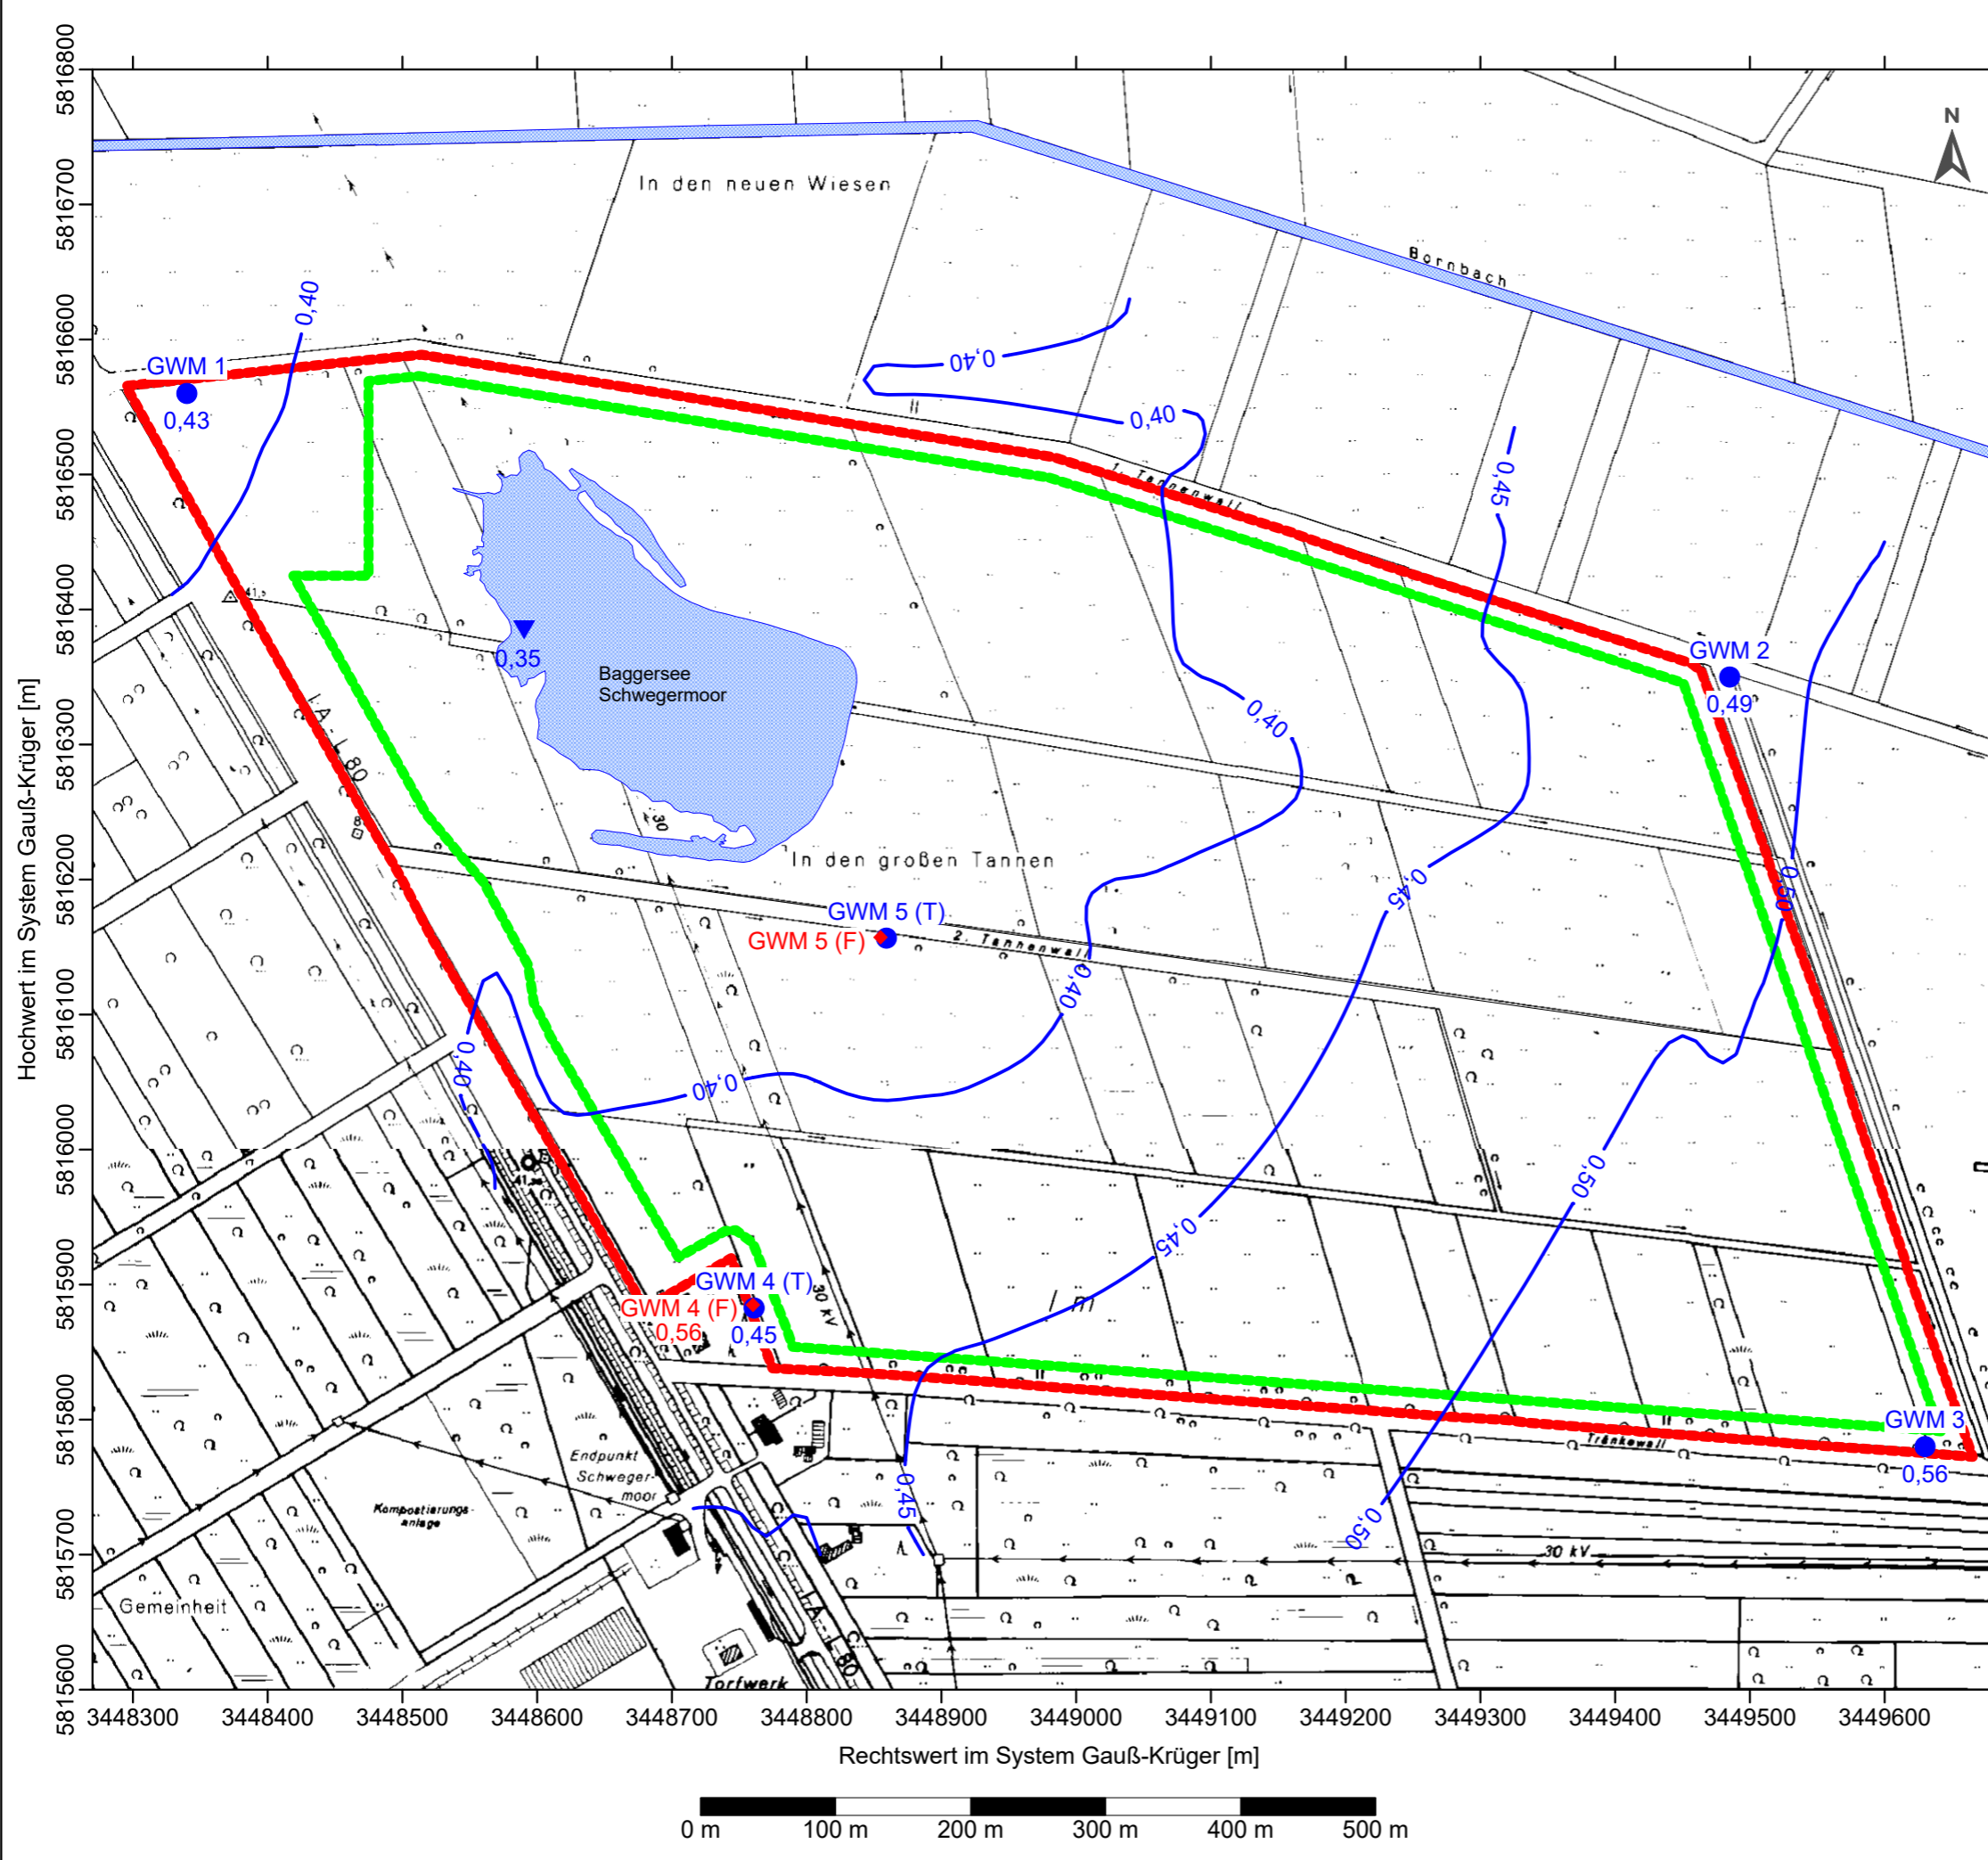 5816800
5816700
5816600
5816500
5816400
5816300
5816200
5816100
5816000
5815900
5815800
5815700
5815600
Hochwert im System Gauß-Krüger [m]
N
In den neuen Wiesen
Bornbach
0,40
GWM 1
0,43
0,40
0,40
1. Tannenwall
0,45
41,5
GWM 2
0,49
0,35
Baggersee
Schwegermoor
0,40
A
L
80
8
30
In den großen Tannen
0,45
0,50
GWM 5 (T)
GWM 5 (F)
2. Tannenwall
0,40
0,40
0,40
0,50
0,45
GWM 4 (T)
GWM 4 (F)
0,56
0,45
30 kV
I m
GWM 3
0,56
Tränkewall
Endpunkt
Schweger-
moor
Kompostierungs-
anlage
0,45
0,50
30 kV
Gemeinheit
A
80
Torfwerk
3448300
3448400
3448500
3448600
3448700
3448800
3448900
3449000
3449100
3449200
3449300
3449400
3449500
3449600
Rechtswert im System Gauß-Krüger [m]
0 m
100 m
200 m
300 m
400 m
500 m